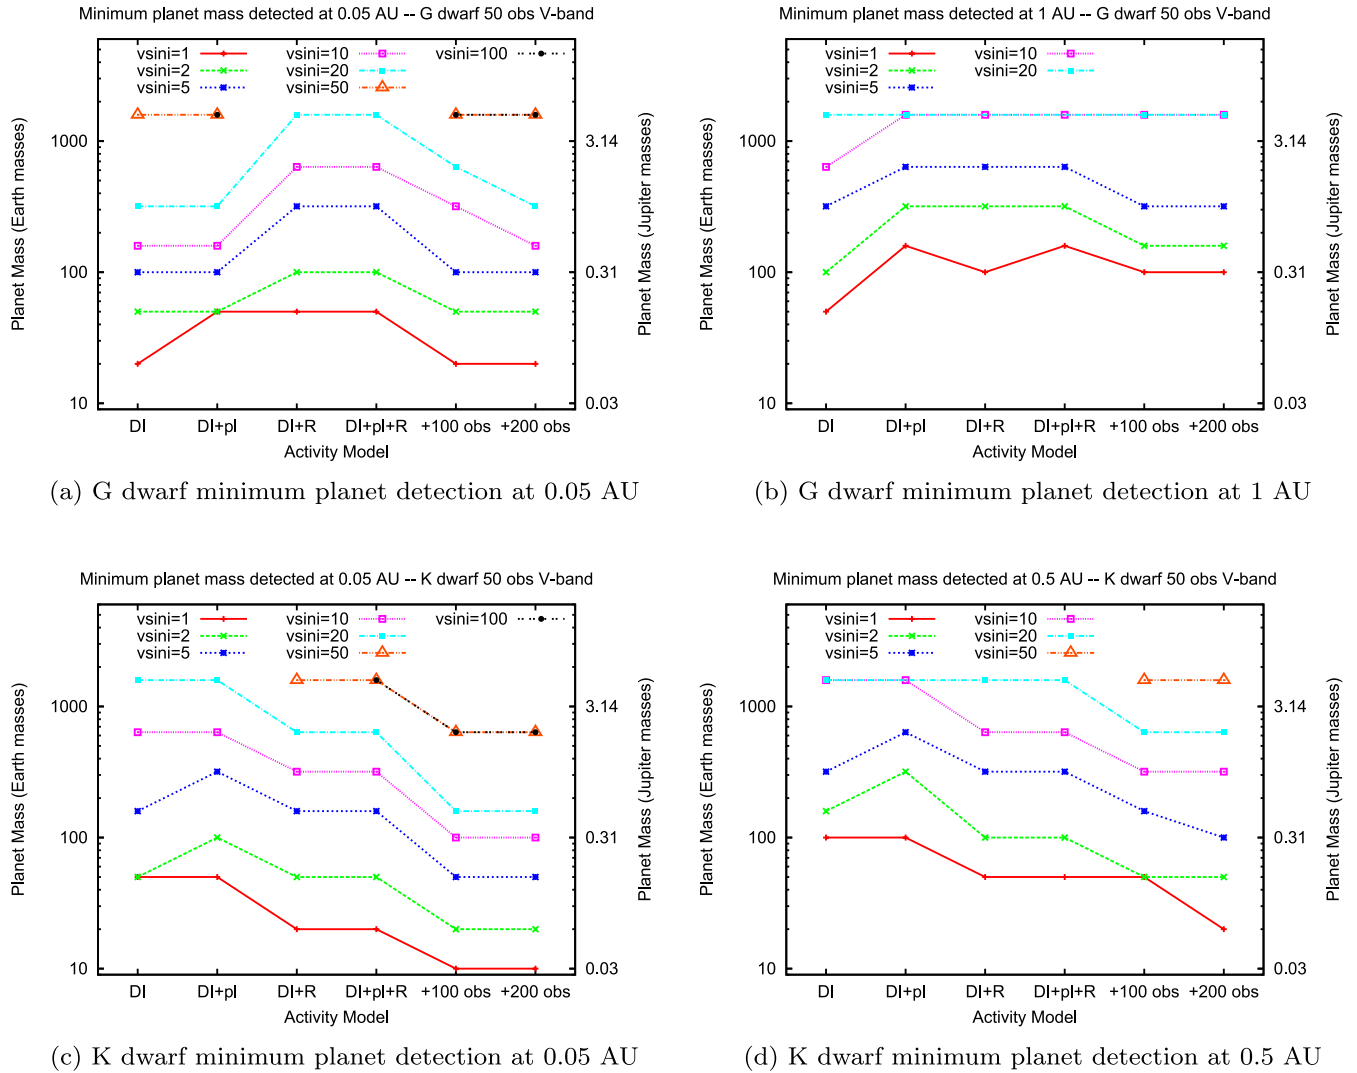 Minimum planet mass detected at 0.05 AU -- G dwarf 50 obs V-band
vsini=1 vsini=10 vsini=100
vsini=2 vsini=20
vsini=5 vsini=50
Planet Mass (Earth masses)
1000
100
10
Planet Mass (Jupiter masses)
3.14
0.31
0.03
DI DI+pl DI+R DI+pl+R +100 obs +200 obs
Activity Model
(a) G dwarf minimum planet detection at 0.05 AU
Minimum planet mass detected at 1 AU -- G dwarf 50 obs V-band
vsini=1 vsini=10
vsini=2 vsini=20
vsini=5
Planet Mass (Earth masses)
1000
100
10
Planet Mass (Jupiter masses)
3.14
0.31
0.03
DI DI+pl DI+R DI+pl+R +100 obs +200 obs
Activity Model
(b) G dwarf minimum planet detection at 1 AU
Minimum planet mass detected at 0.05 AU -- K dwarf 50 obs V-band
vsini=1 vsini=10 vsini=100
vsini=2 vsini=20
vsini=5 vsini=50
Planet Mass (Earth masses)
1000
100
10
Planet Mass (Jupiter masses)
3.14
0.31
0.03
DI DI+pl DI+R DI+pl+R +100 obs +200 obs
Activity Model
(c) K dwarf minimum planet detection at 0.05 AU
Minimum planet mass detected at 0.5 AU -- K dwarf 50 obs V-band
vsini=1 vsini=10
vsini=2 vsini=20
vsini=5 vsini=50
Planet Mass (Earth masses)
1000
100
10
Planet Mass (Jupiter masses)
3.14
0.31
0.03
DI DI+pl DI+R DI+pl+R +100 obs +200 obs
Activity Model
(d) K dwarf minimum planet detection at 0.5 AU